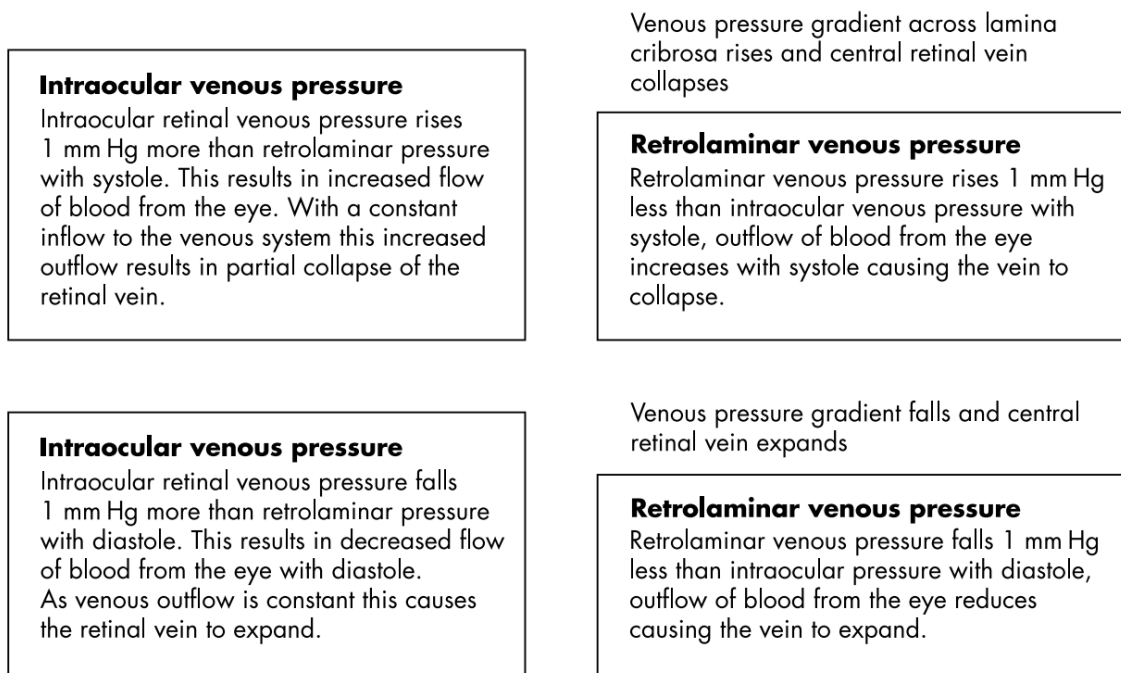 Intraocular venous pressure
Intraocular retinal venous pressure rises
1 mm Hg more than retrolaminar pressure
with systole. This results in increased flow
of blood from the eye. With a constant
inflow to the venous system this increased
outflow results in partial collapse of the
retinal vein.
Venous pressure gradient across lamina
cribrosa rises and central retinal vein
collapses
Retrolaminar venous pressure
Retrolaminar venous pressure rises 1 mm Hg
less than intraocular venous pressure with
systole, outflow of blood from the eye
increases with systole causing the vein to
collapse.
Intraocular venous pressure
Intraocular retinal venous pressure falls
1 mm Hg more than retrolaminar pressure
with diastole. This results in decreased flow
of blood from the eye with diastole.
As venous outflow is constant this causes
the retinal vein to expand.
Venous pressure gradient falls and central
retinal vein expands
Retrolaminar venous pressure
Retrolaminar venous pressure falls 1 mm Hg
less than intraocular pressure with diastole,
outflow of blood from the eye reduces
causing the vein to expand.